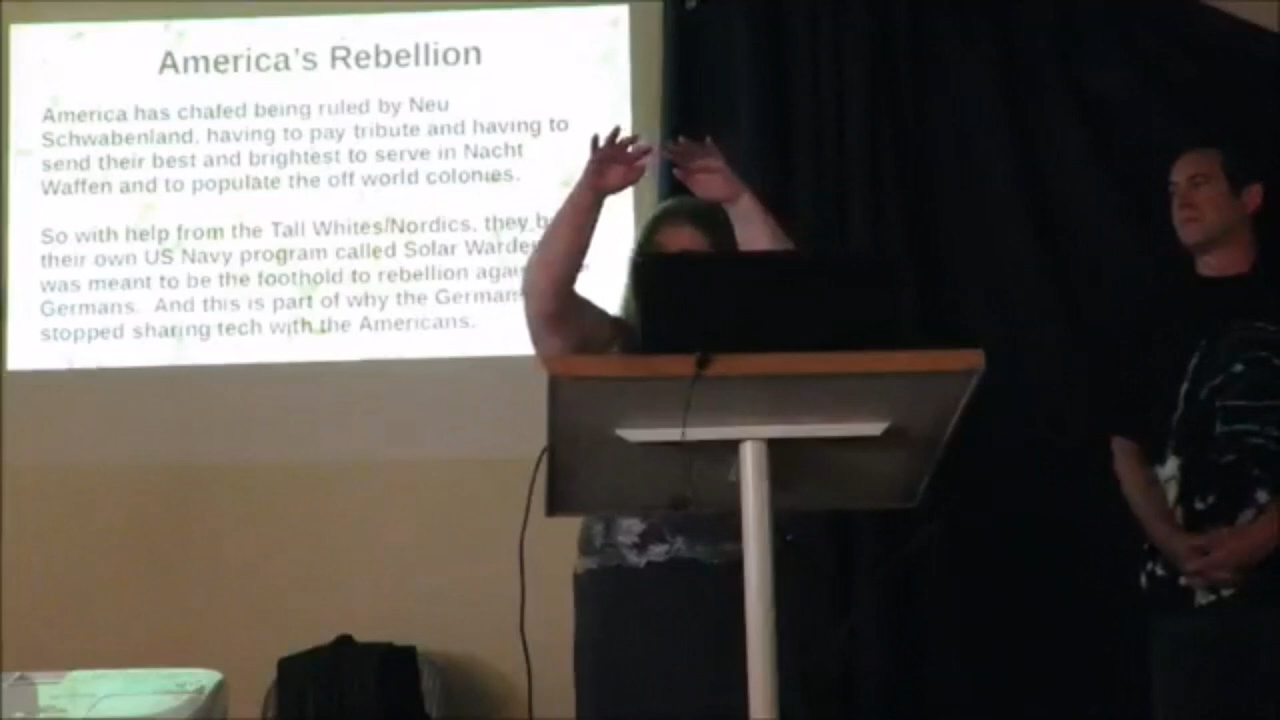 America's Rebellion
America has chafed being ruled by Neu
Schwabenland, having to pay tribute and having to
send their best and brightest to serve in Nacht
Waffen and to populate the off world colonies.
So with help from the Tall Whites/Nordics, they
their own US Navy program called Solar
was meant to be the foothold to rebellion
Germans. And this is part of why the
stopped sharing tech with the Americans.